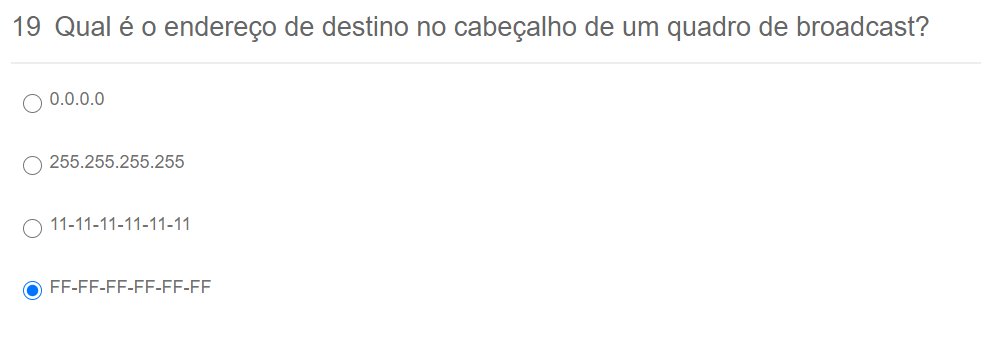 19 Qual é o endereço de destino no cabeçalho de um quadro de broadcast?
0.0.0.0
255.255.255.255
11-11-11-11-11-11
FF-FF-FF-FF-FF-FF